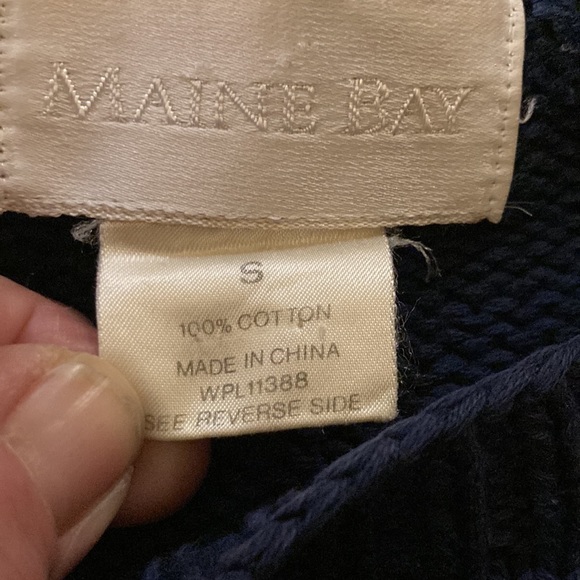 MAINE BAY
S
100% COTTON
MADE IN CHINA
WPL11388
SEE REVERSE SIDE